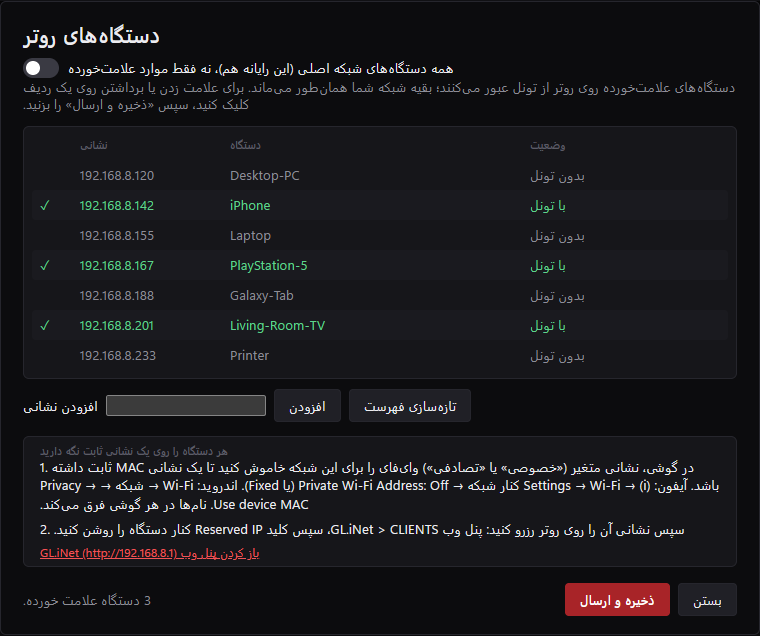 دستگاه‌های روتر
همه دستگاه‌های شبکه اصلی (این رایانه هم)، نه فقط موارد علامت‌خورده
دستگاه‌های علامت‌خورده روی روتر از تونل عبور می‌کنند؛ بقیه شبکه شما همان‌طور می‌ماند. برای علامت زدن یا برداشتن روی یک ردیف
کلیک کنید، سپس «ذخیره و ارسال» را بزنید.
نشانی دستگاه وضعیت
192.168.8.120 Desktop-PC بدون تونل
✓ 192.168.8.142 iPhone با تونل
192.168.8.155 Laptop بدون تونل
✓ 192.168.8.167 PlayStation-5 با تونل
192.168.8.188 Galaxy-Tab بدون تونل
✓ 192.168.8.201 Living-Room-TV با تونل
192.168.8.233 Printer بدون تونل
افزودن نشانی افزودن تازه‌سازی فهرست
هر دستگاه را روی یک نشانی ثابت نگه دارید
1. در گوشی، نشانی متغیر («خصوصی» یا «تصادفی») وای‌فای را برای این شبکه خاموش کنید تا یک نشانی MAC ثابت داشته
باشد. آیفون: Settings → Wi-Fi → (i) کنار شبکه → Private Wi-Fi Address: Off (یا Fixed). اندروید: Wi-Fi → شبکه → Privacy →
Use device MAC. نام‌ها در هر گوشی فرق می‌کند.
2. سپس نشانی آن را روی روتر رزرو کنید: پنل وب GL.iNet > CLIENTS، سپس کلید Reserved IP کنار دستگاه را روشن کنید.
باز کردن پنل وب GL.iNet (http://192.168.8.1)
3 دستگاه علامت خورده. ذخیره و ارسال بستن